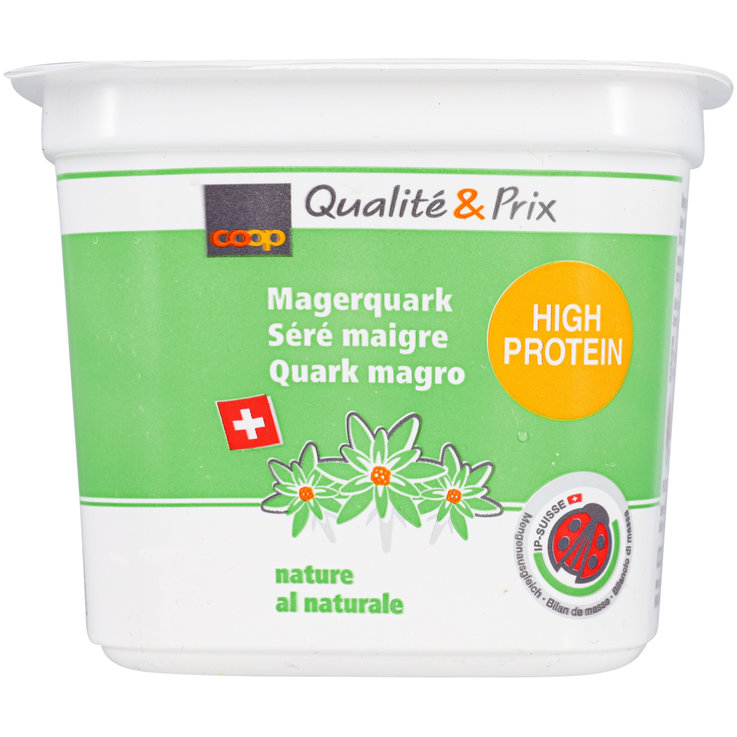 coop
Qualité & Prix
Magerquark
Séré maigre
Quark magro
HIGH
PROTEIN
IP-SUISSE
Mengenausgleich • Bilan de masse • Bilancio di massa
nature
al naturale